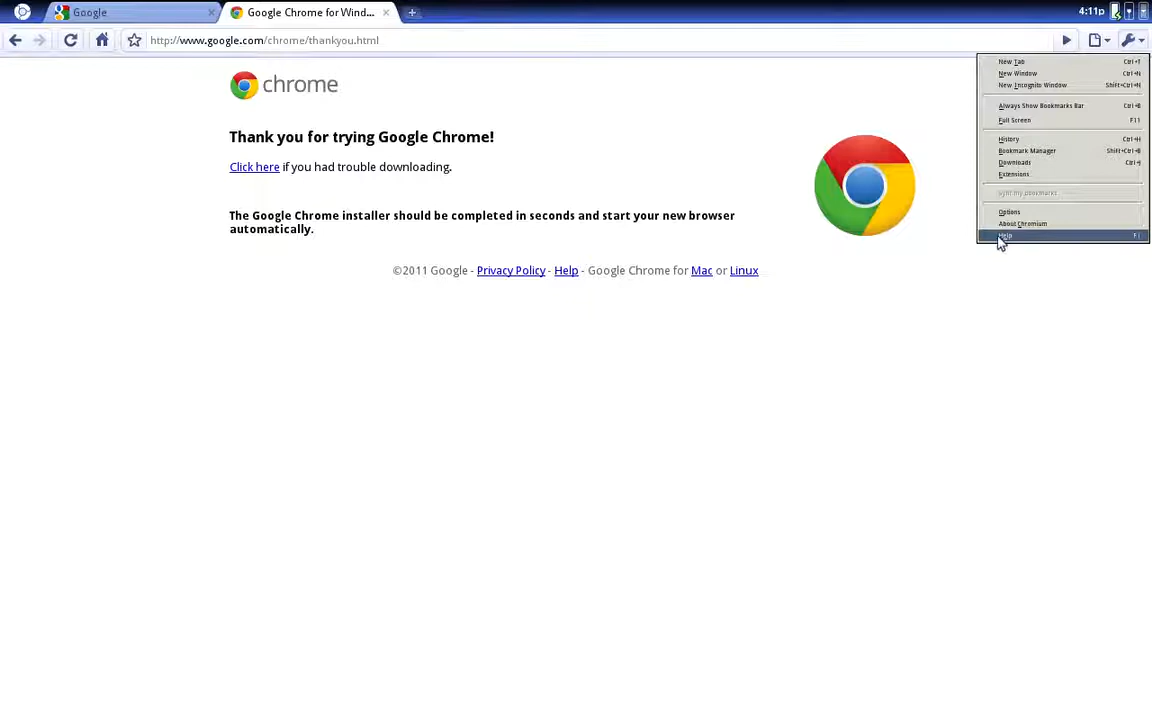 Google
Google Chrome for Wind...
4:11p
http://www.google.com/chrome/thankyou.html
New Tab Ctrl+T
New Window Ctrl+N
New Incognito Window Shift+Ctrl+N
Always Show Bookmarks Bar Ctrl+B
Full Screen F11
History Ctrl+H
Bookmark Manager Shift+Ctrl+B
Downloads Ctrl+J
Extensions
Sync my bookmarks...
Options
About Chromium
Help F1
chrome
Thank you for trying Google Chrome!
Click here if you had trouble downloading.
The Google Chrome installer should be completed in seconds and start your new browser
automatically.
©2011 Google - Privacy Policy - Help - Google Chrome for Mac or Linux